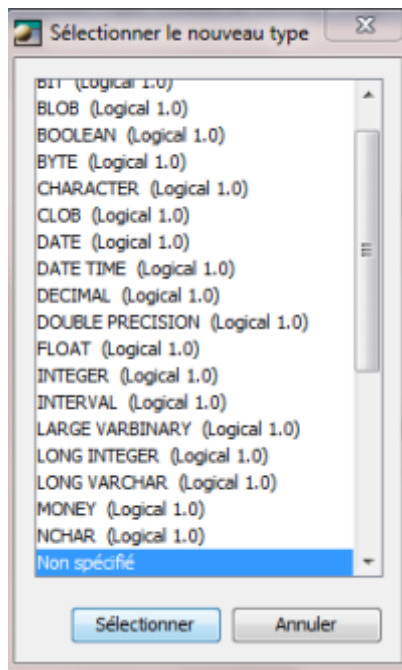 Sélectionner le nouveau type
BIT (Logical 1.0)
BLOB (Logical 1.0)
BOOLEAN (Logical 1.0)
BYTE (Logical 1.0)
CHARACTER (Logical 1.0)
CLOB (Logical 1.0)
DATE (Logical 1.0)
DATE TIME (Logical 1.0)
DECIMAL (Logical 1.0)
DOUBLE PRECISION (Logical 1.0)
FLOAT (Logical 1.0)
INTEGER (Logical 1.0)
INTERVAL (Logical 1.0)
LARGE VARBINARY (Logical 1.0)
LONG INTEGER (Logical 1.0)
LONG VARCHAR (Logical 1.0)
MONEY (Logical 1.0)
NCHAR (Logical 1.0)
Non spécifié
Sélectionner Annuler